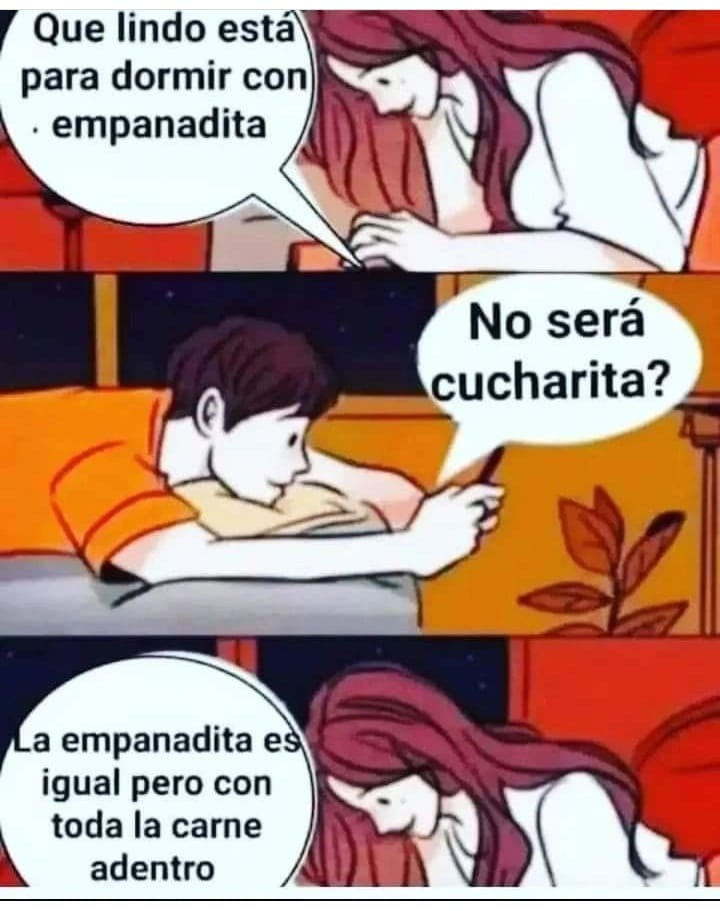 Que lindo está
para dormir con
. empanadita
No será
cucharita?
La empanadita es
igual pero con
toda la carne
adentro